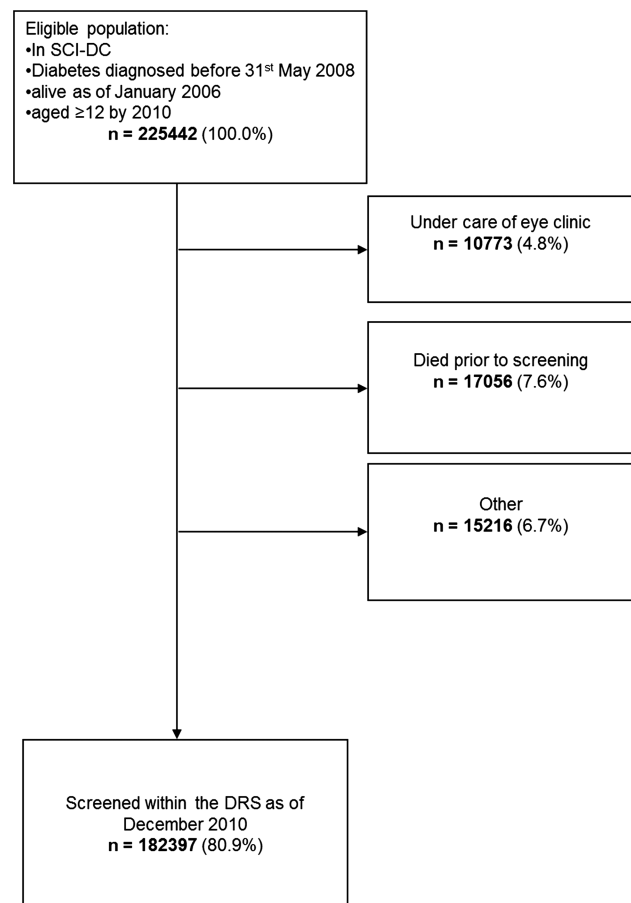 Eligible population:
•In SCI-DC
•Diabetes diagnosed before 31st May 2008
•alive as of January 2006
•aged ≥12 by 2010
n = 225442 (100.0%)
Under care of eye clinic
n = 10773 (4.8%)
Died prior to screening
n = 17056 (7.6%)
Other
n = 15216 (6.7%)
Screened within the DRS as of
December 2010
n = 182397 (80.9%)